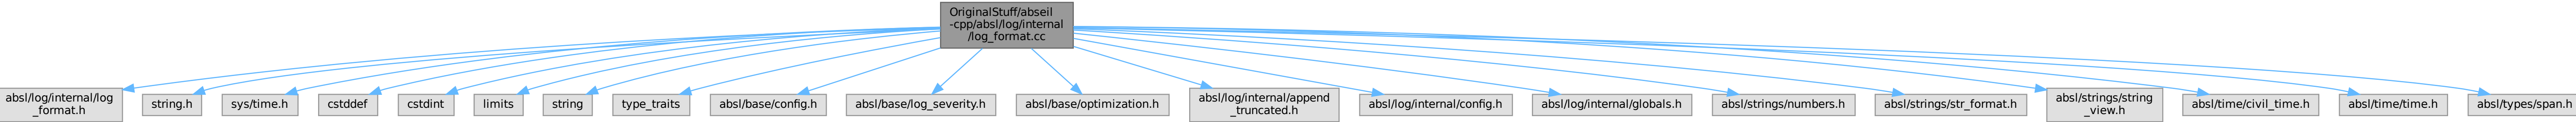 OriginalStuff/abseil
-cpp/absl/log/internal
/log_format.cc
absl/log/internal/log
_format.h
string.h
sys/time.h
cstddef
cstdint
limits
string
type_traits
absl/base/config.h
absl/base/log_severity.h
absl/base/optimization.h
absl/log/internal/append
_truncated.h
absl/log/internal/config.h
absl/log/internal/globals.h
absl/strings/numbers.h
absl/strings/str_format.h
absl/strings/string
_view.h
absl/time/civil_time.h
absl/time/time.h
absl/types/span.h